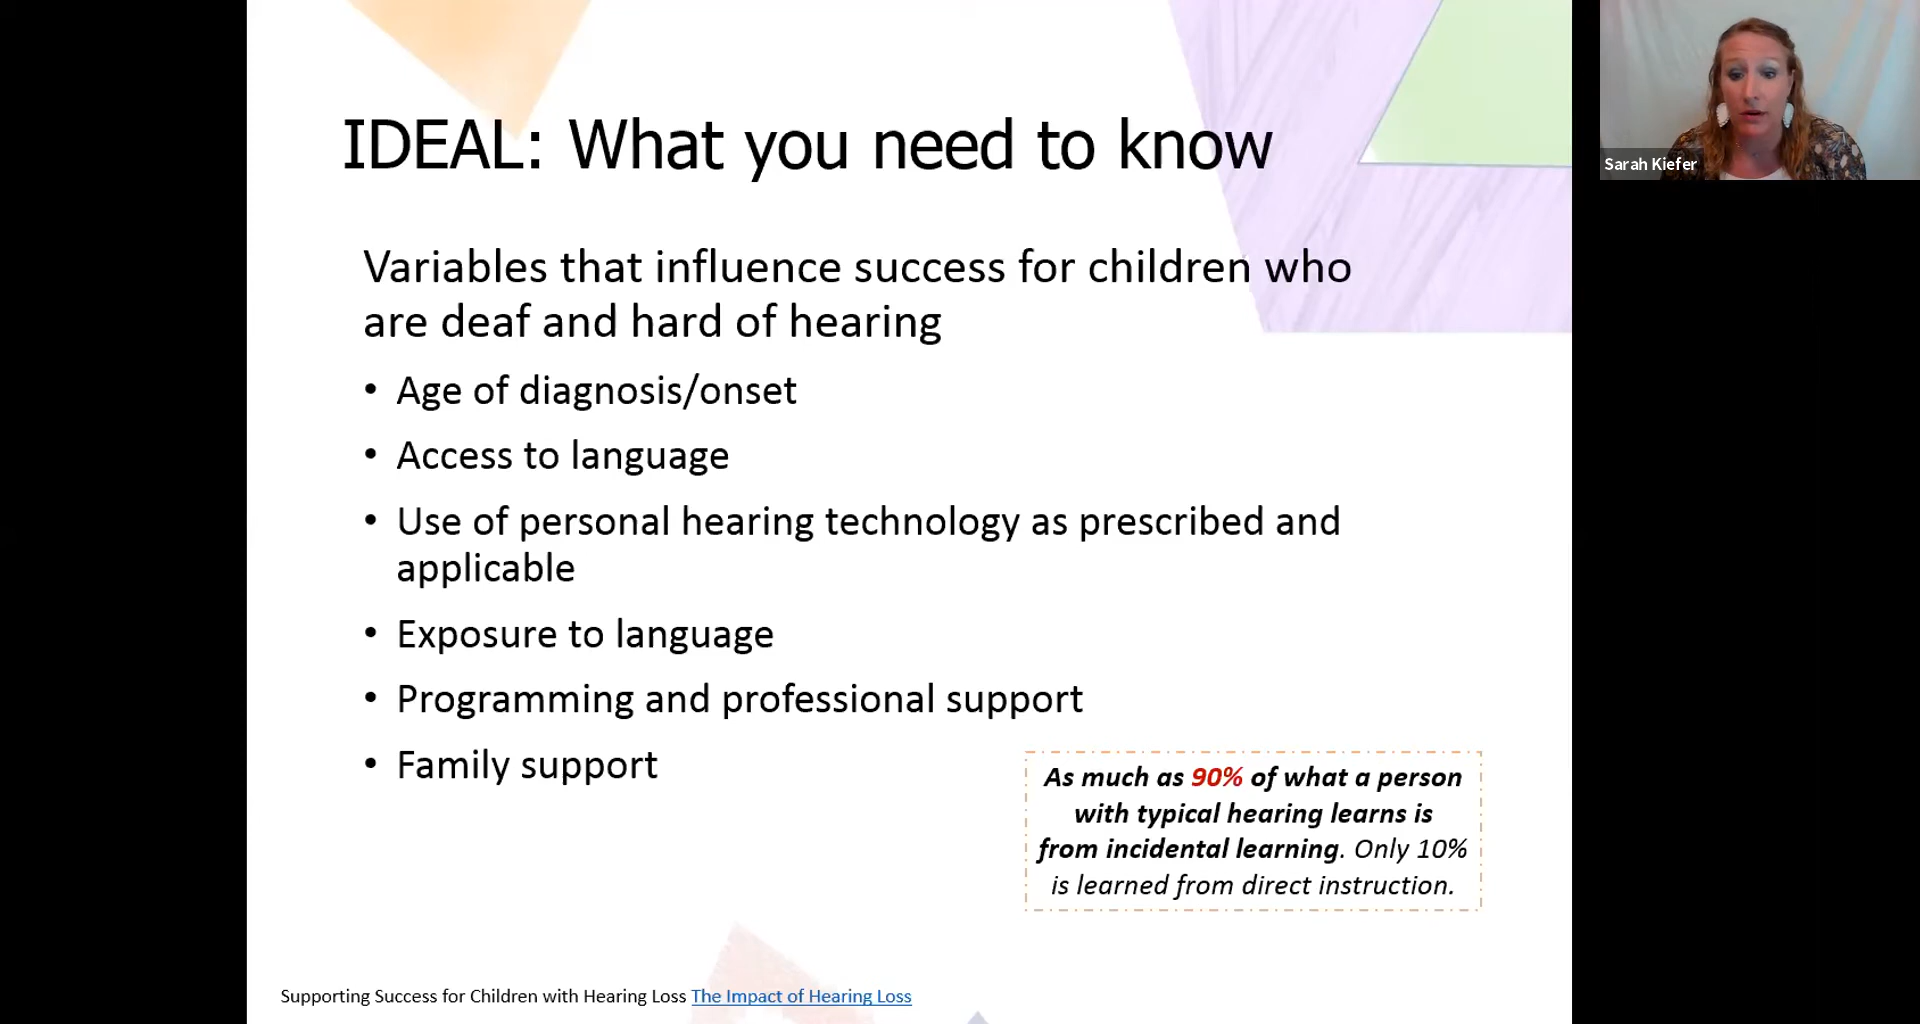 IDEAL: What you need to know
Sarah Kiefer
Variables that influence success for children who
are deaf and hard of hearing
• Age of diagnosis/onset
• Access to language
• Use of personal hearing technology as prescribed and
applicable
• Exposure to language
• Programming and professional support
• Family support
As much as 90% of what a person
with typical hearing learns is
from incidental learning. Only 10%
is learned from direct instruction.
Supporting Success for Children with Hearing Loss The Impact of Hearing Loss